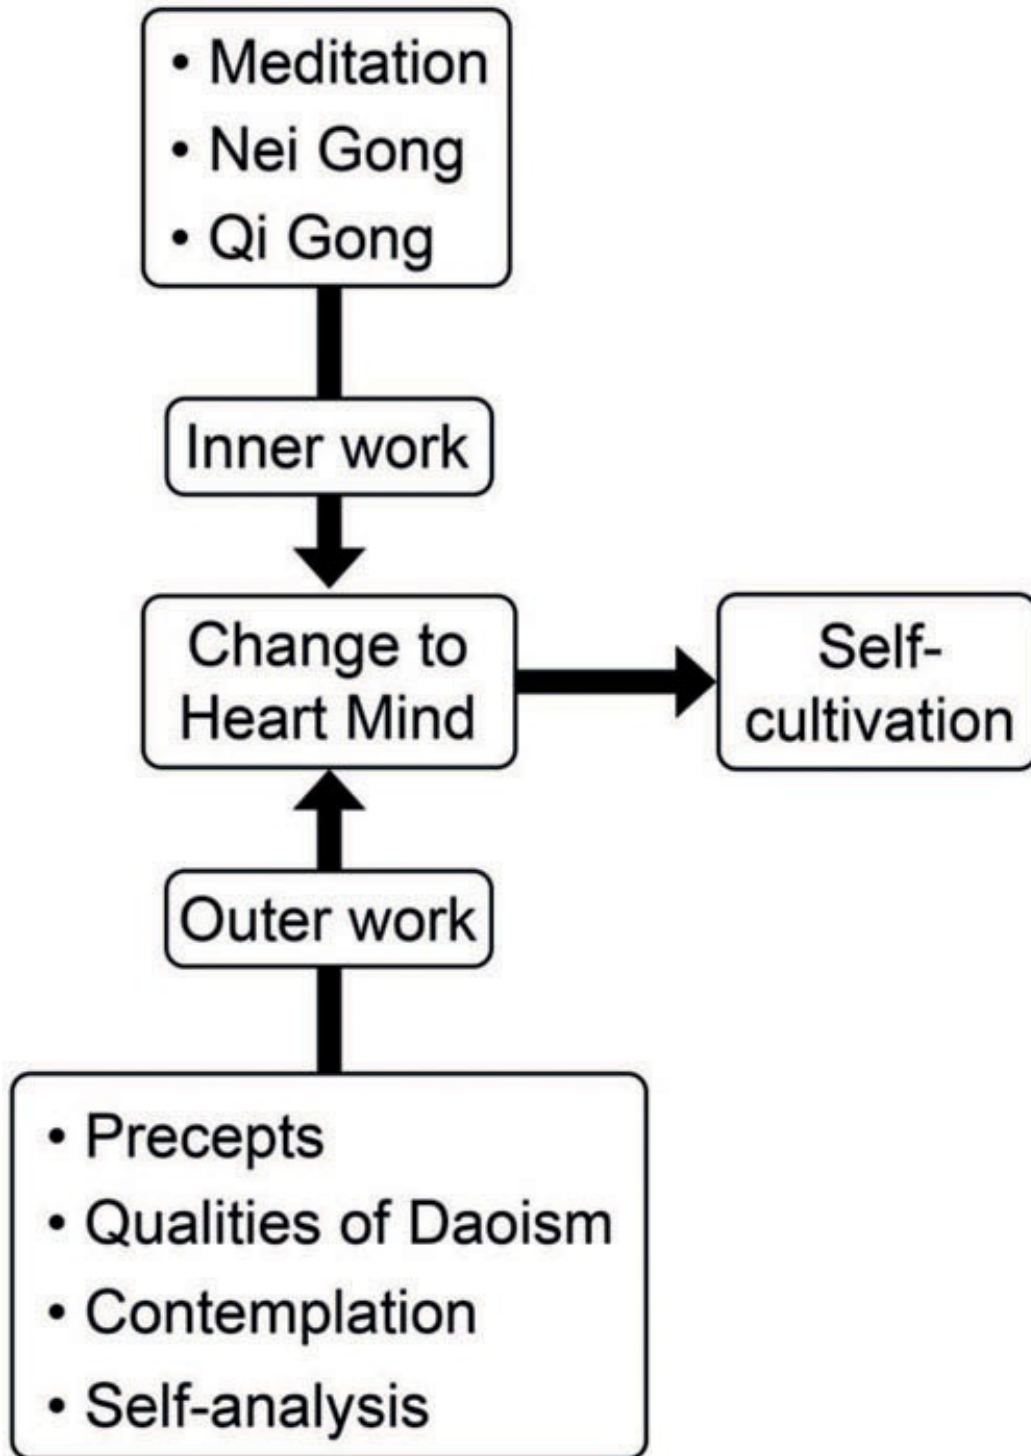 • Meditation
• Nei Gong
• Qi Gong
Inner work
Change to
Heart Mind
Self-
cultivation
Outer work
• Precepts
• Qualities of Daoism
• Contemplation
• Self-analysis